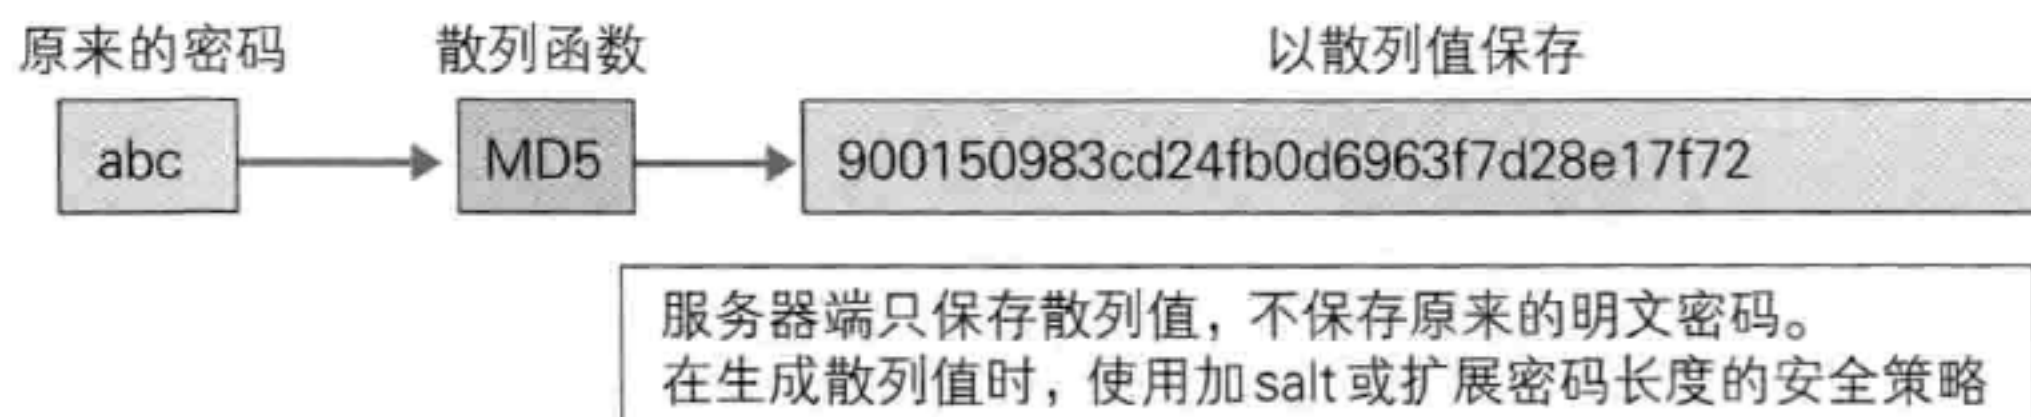 原来的密码 散列函数 以散列值保存
abc MD5 900150983cd24fb0d6963f7d28e17f72
服务器端只保存散列值，不保存原来的明文密码。
在生成散列值时，使用加salt或扩展密码长度的安全策略